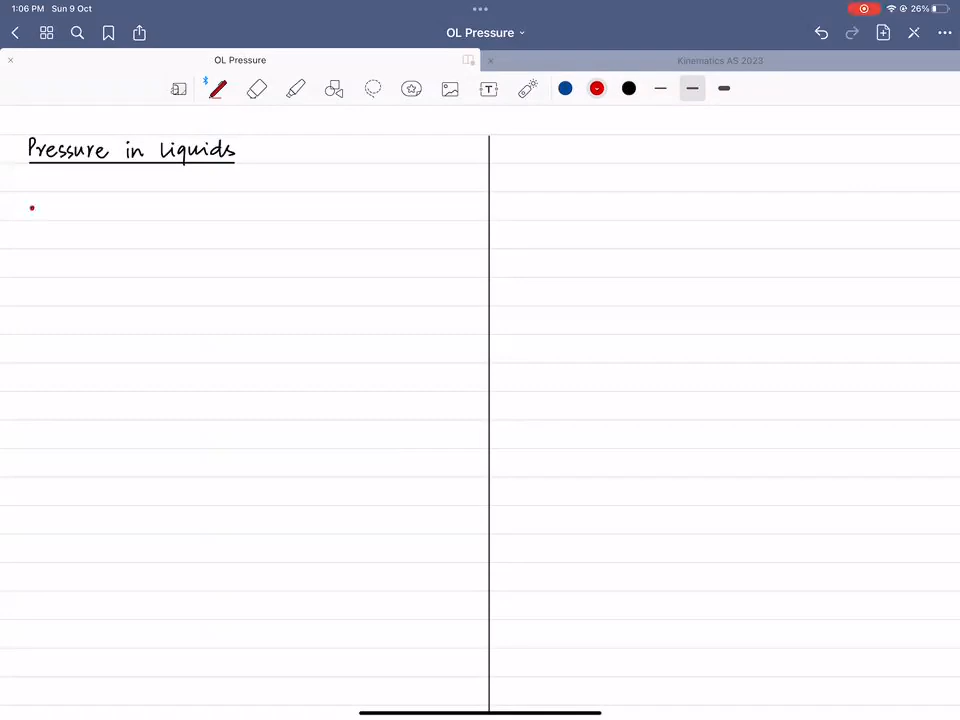 1:06 PM Sun 9 Oct
26%
OL Pressure
OL Pressure
Kinematics AS 2023
T
Pressure in liquids